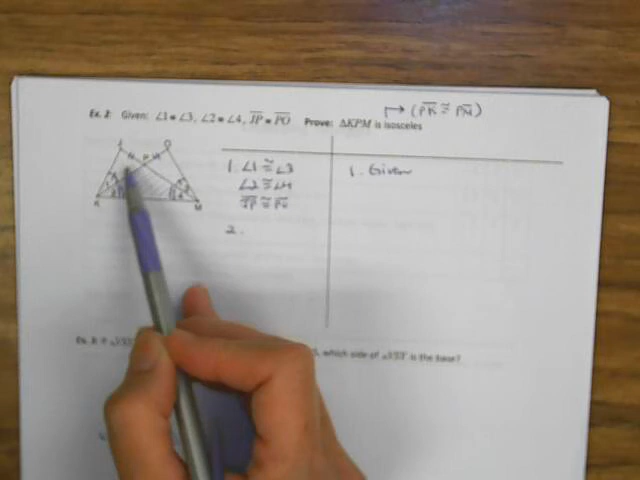 Ex. 2: Given: ∠1 ≅ ∠3, ∠2 ≅ ∠4, JP ≅ PO Prove: ΔKPM is isosceles
↦ (PK ≅ PM)
J O
P
K M
1. ∠1 ≅ ∠3
∠2 ≅ ∠4
JP ≅ PO
2.
1. Given
, which side of is the base?